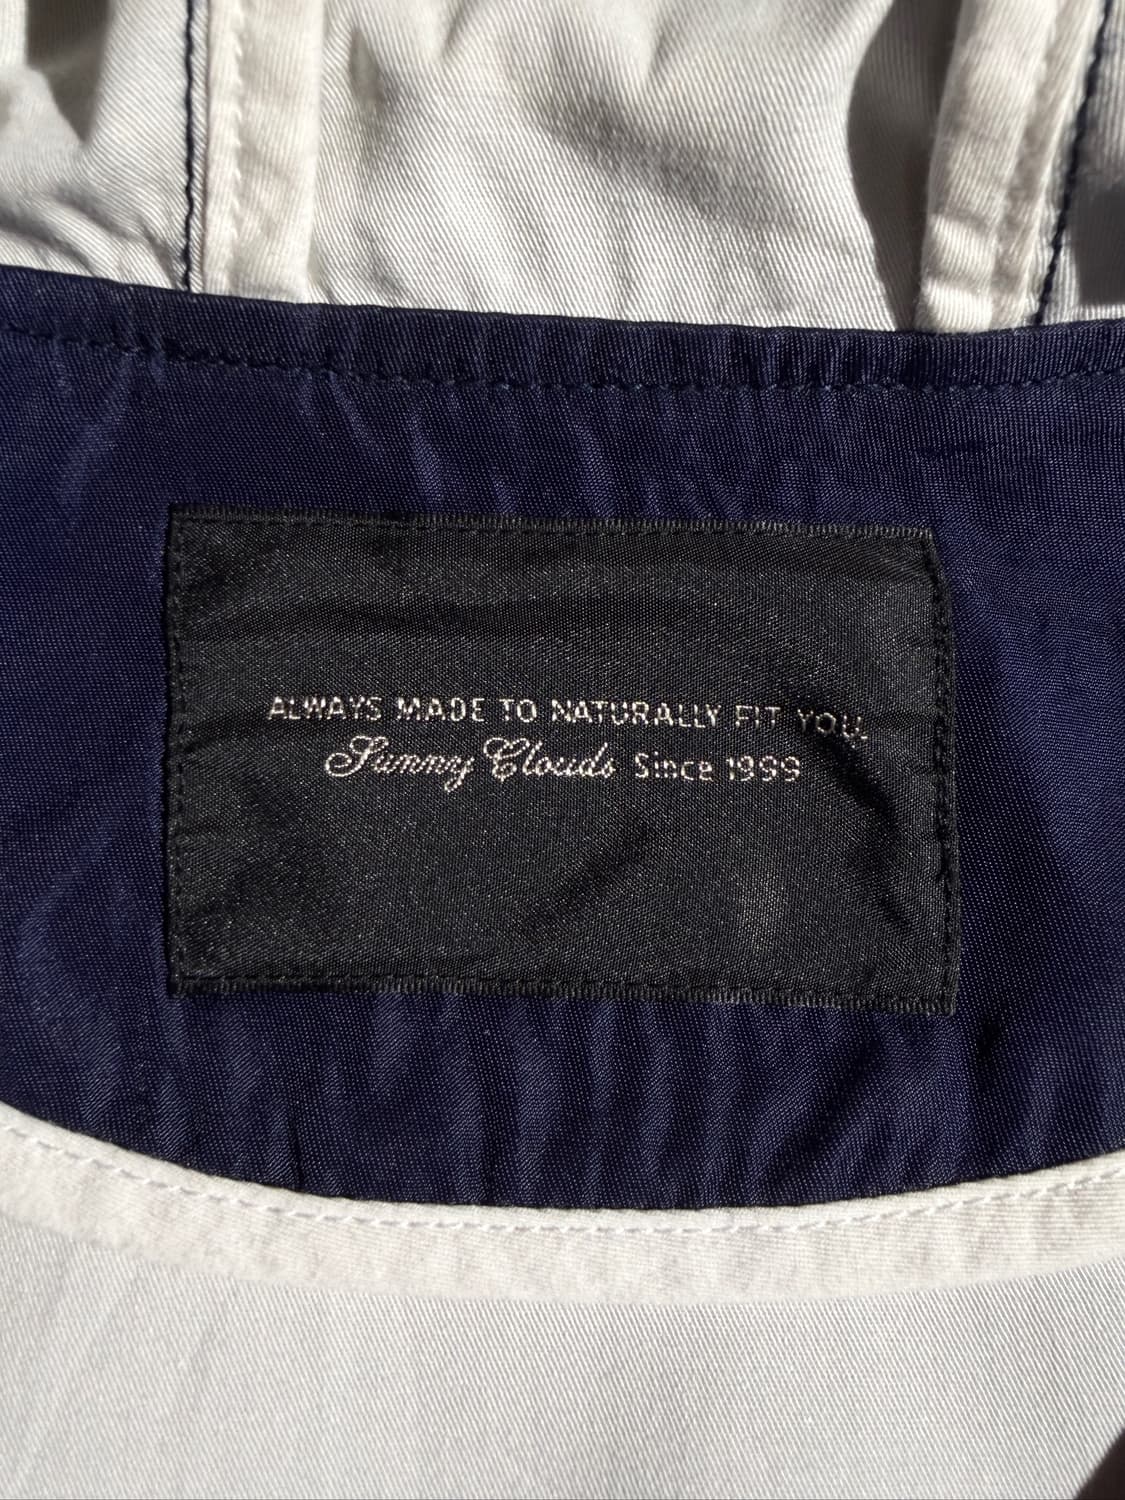 ALWAYS MADE TO NATURALLY FIT YOU.
Sunny Clouds Since 1999